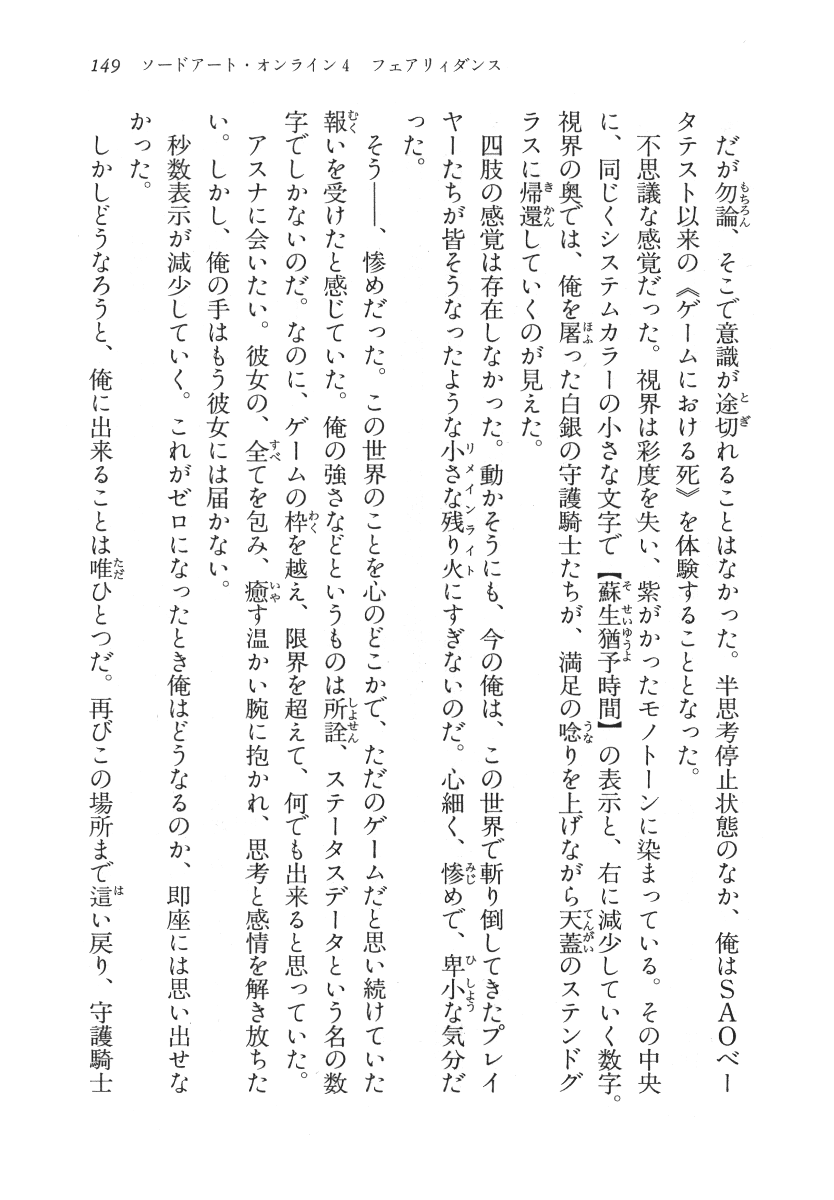 149 ソードアート・オンライン4 フェアリィダンス
だが勿論、そこで意識が途切れることはなかった。半思考停止状態のなか、俺はSAOベー
タテスト以来の《ゲームにおける死》を体験することとなった。
不思議な感覚だった。視界は彩度を失い、紫がかったモノトーンに染まっている。その中央
に、同じくシステムカラーの小さな文字で【蘇生猶予時間】の表示と、右に減少していく数字。
視界の奥では、俺を屠った白銀の守護騎士たちが、満足の唸りを上げながら天蓋のステンドグ
ラスに帰還していくのが見えた。
四肢の感覚は存在しなかった。動かそうにも、今の俺は、この世界で斬り倒してきたプレイ
ヤーたちが皆そうなったような小さな残り火にすぎないのだ。心細く、惨めで、卑小な気分だ
った。
そう――、惨めだった。この世界のことを心のどこかで、ただのゲームだと思い続けていた
報いを受けたと感じていた。俺の強さなどというものは所詮、ステータスデータという名の数
字でしかないのだ。なのに、ゲームの枠を越え、限界を超えて、何でも出来ると思っていた。
アスナに会いたい。彼女の、全てを包み、癒す温かい腕に抱かれ、思考と感情を解き放ちた
い。しかし、俺の手はもう彼女には届かない。
秒数表示が減少していく。これがゼロになったとき俺はどうなるのか、即座には思い出せな
かった。
しかしどうなろうと、俺に出来ることは唯ひとつだ。再びこの場所まで這い戻り、守護騎士